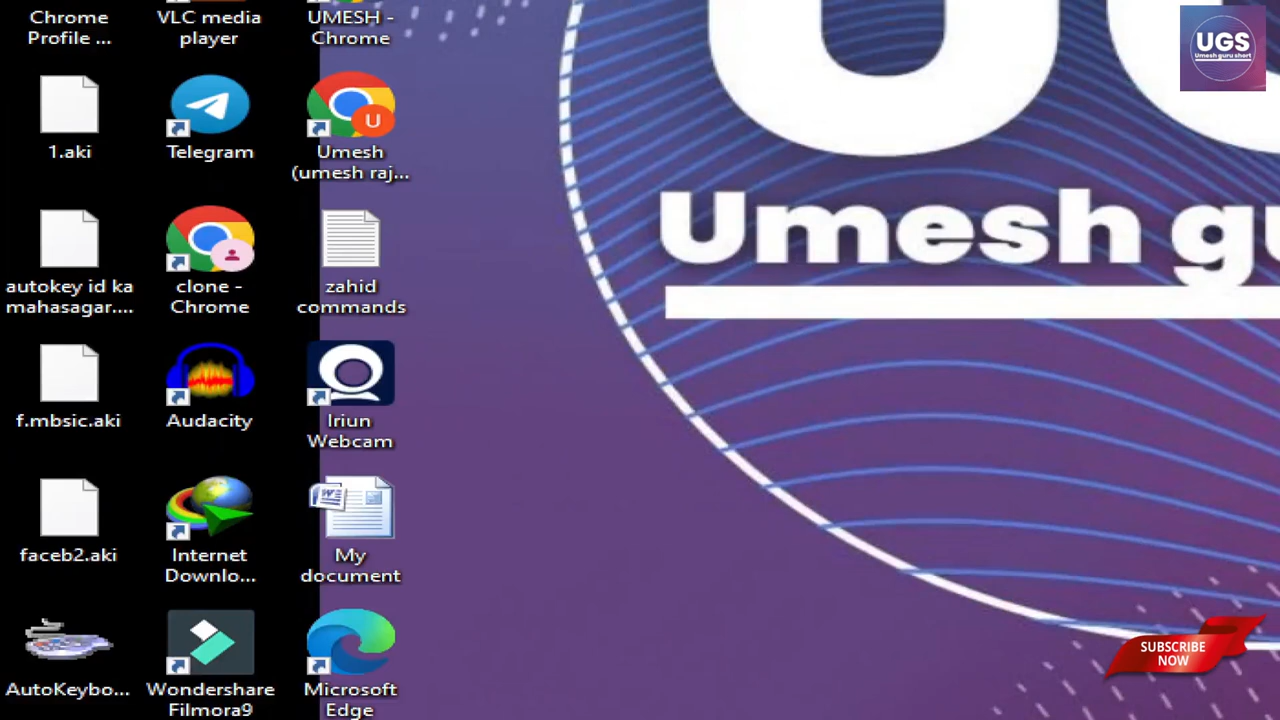 Chrome
Profile ...
VLC media
player
UMESH -
Chrome
UGS
Umesh guru short
1.aki
Telegram
Umesh
(umesh raj...
U
Umesh gu
autokey id ka
mahasagar....
clone -
Chrome
zahid
commands
f.mbsic.aki
Audacity
Iriun
Webcam
faceb2.aki
Internet
Downlo...
My
document
AutoKeybo...
Wondershare
Filmora9
Microsoft
Edge
SUBSCRIBE
NOW